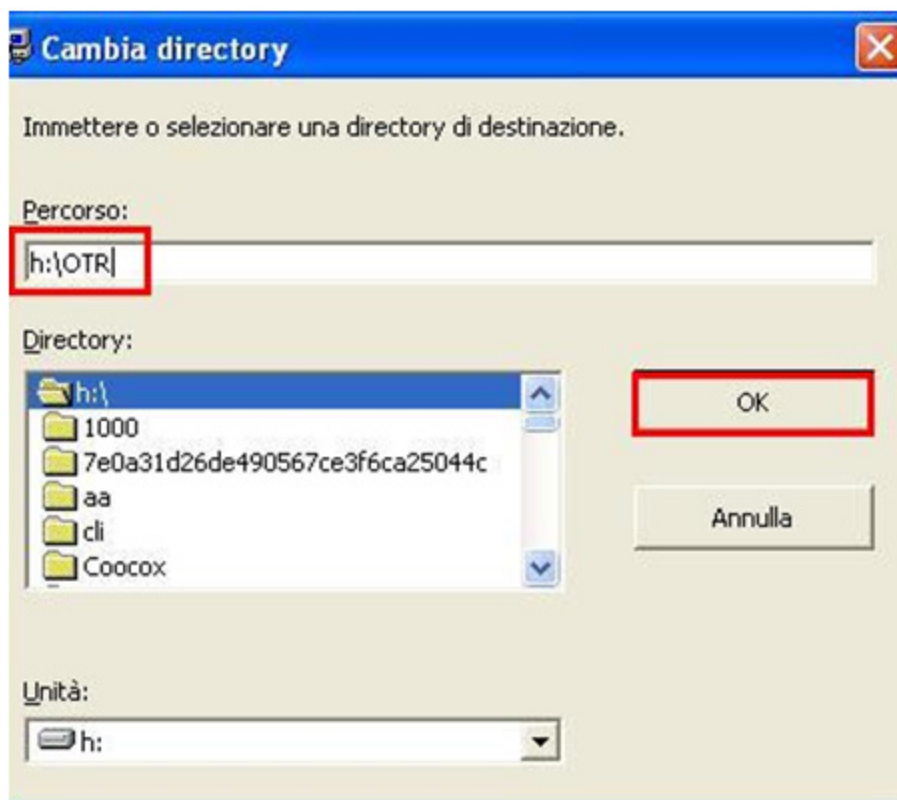 Cambia directory
Immettere o selezionare una directory di destinazione.
Percorso:
h:\OTR
Directory:
h:\
1000
7e0a31d26de490567ce3f6ca25044c
aa
cli
Coocox
OK
Annulla
Unità:
h: